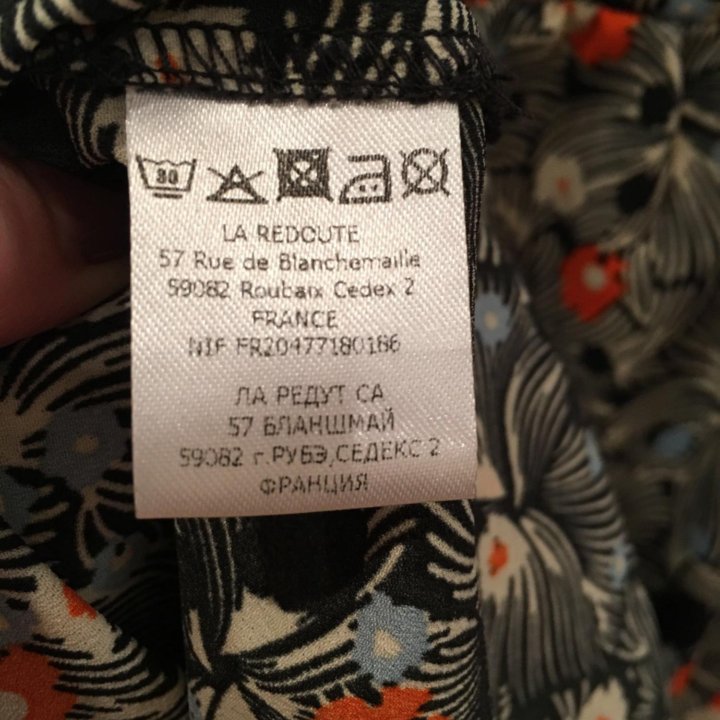 30
LA REDOUTE
57 Rue de Blanchemaille
59082 Roubaix Cedex 2
FRANCE
NIF FR20477180186
ЛА РЕДУТ СА
57 БЛАНШМАЙ
59082 г.РУБЭ,СЕДЕКС 2
ФРАНЦИЯ